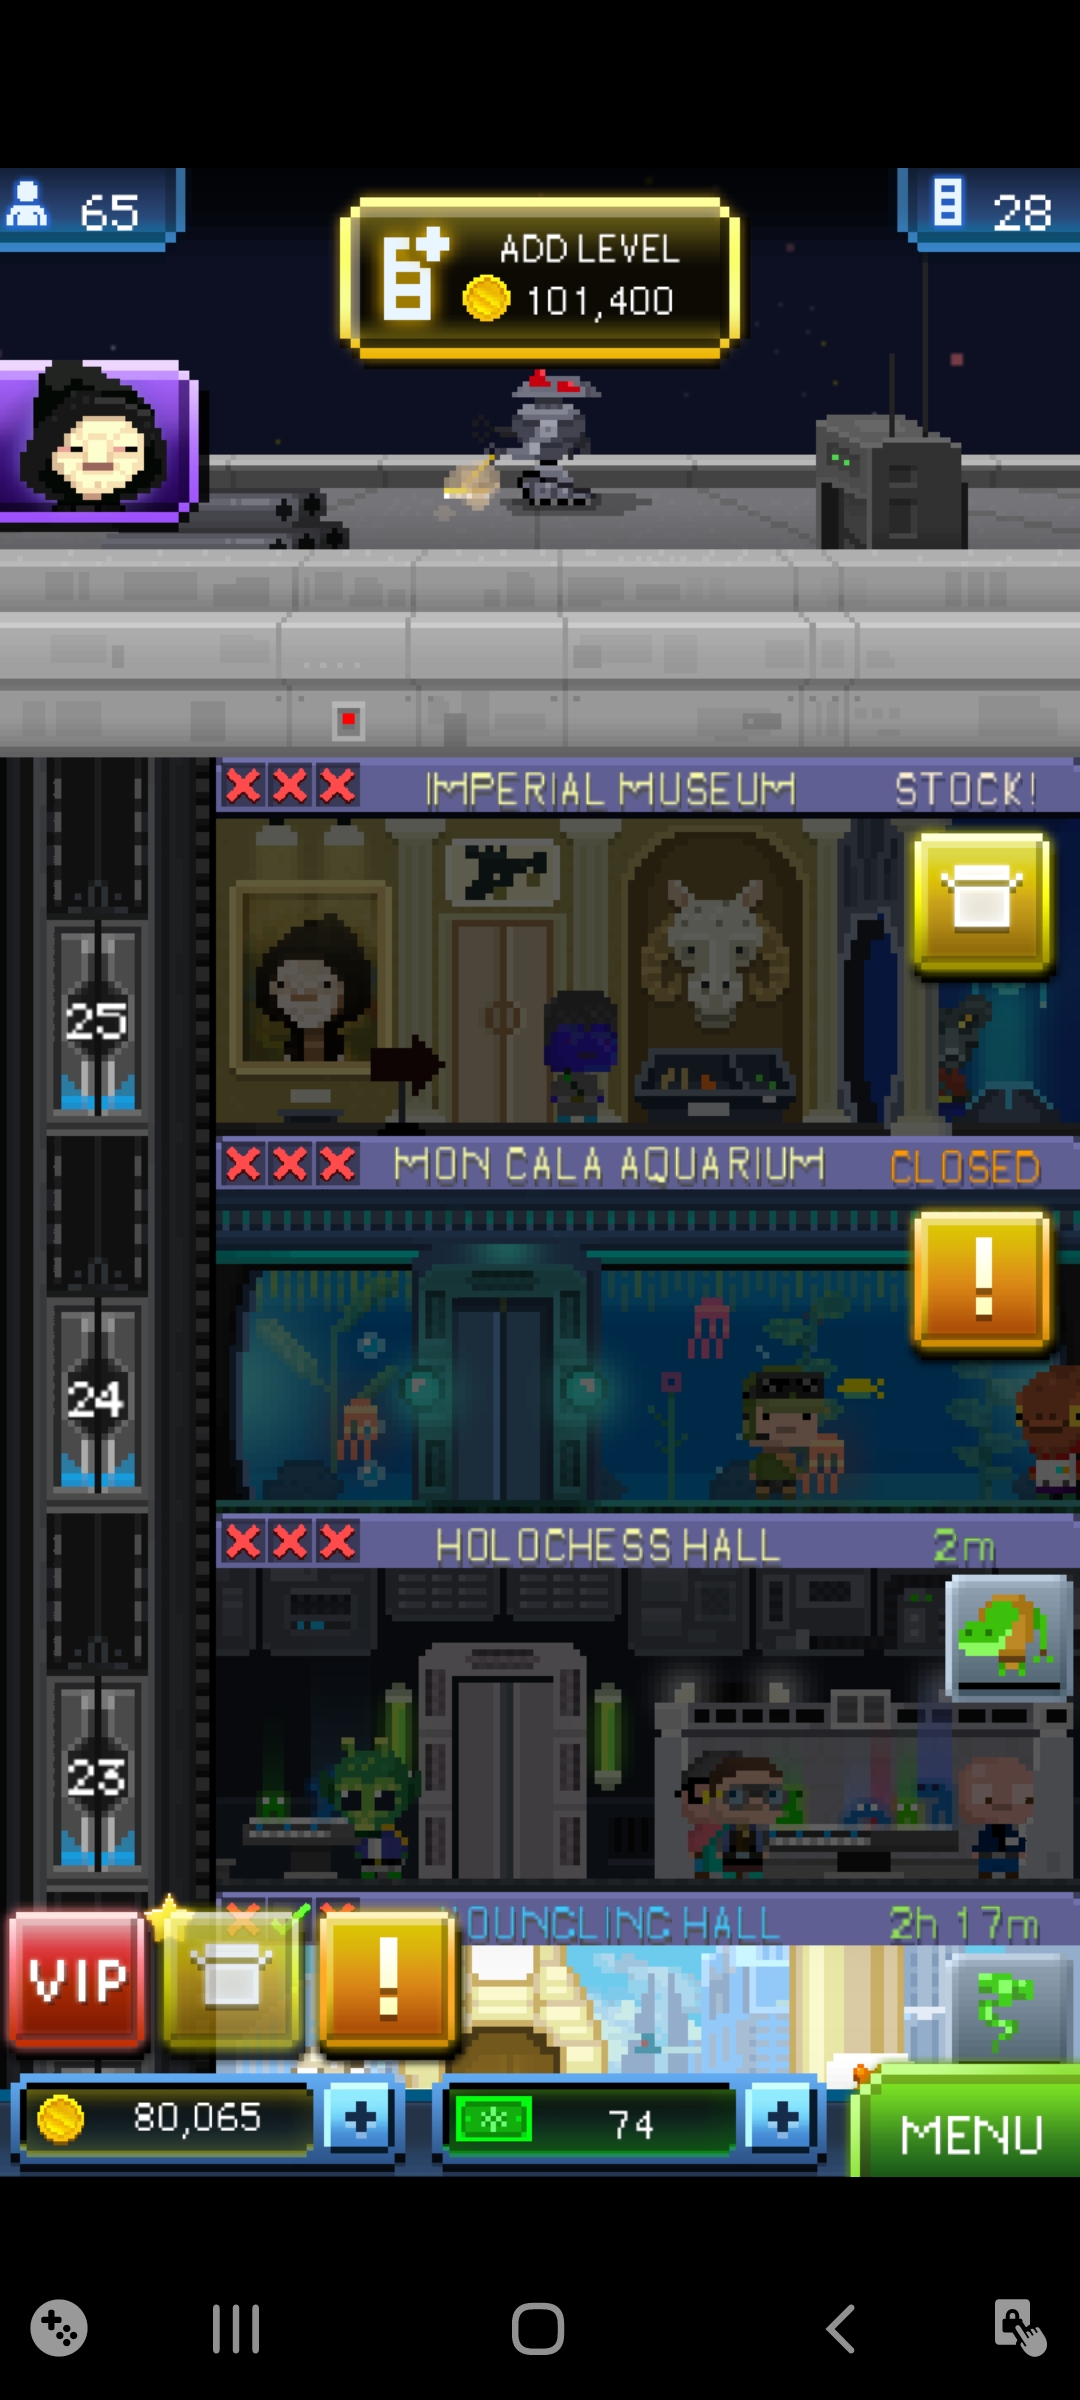 65
ADD LEVEL
101,400
28
IMPERIAL MUSEUM STOCK!
25
MON CALA AQUARIUM CLOSED
!
24
HOLOCHESS HALL 2m
23
OUNGLING HALL 2h 17m
VIP
!
80,065
74
MENU